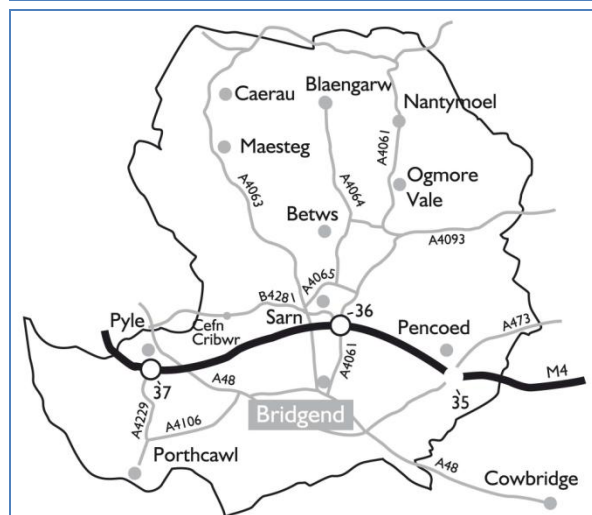 Caerau
Blaengarw
Nantymoel
Maesteg
A4061
A4063
A4064
Ogmore
Vale
Betws
A4093
A4065
B4281
Pyle
Cefn
Cribwr
Sarn
36
Pencoed
A473
A4061
37
A48
M4
35
A4229
A4106
Bridgend
A48
Porthcawl
Cowbridge